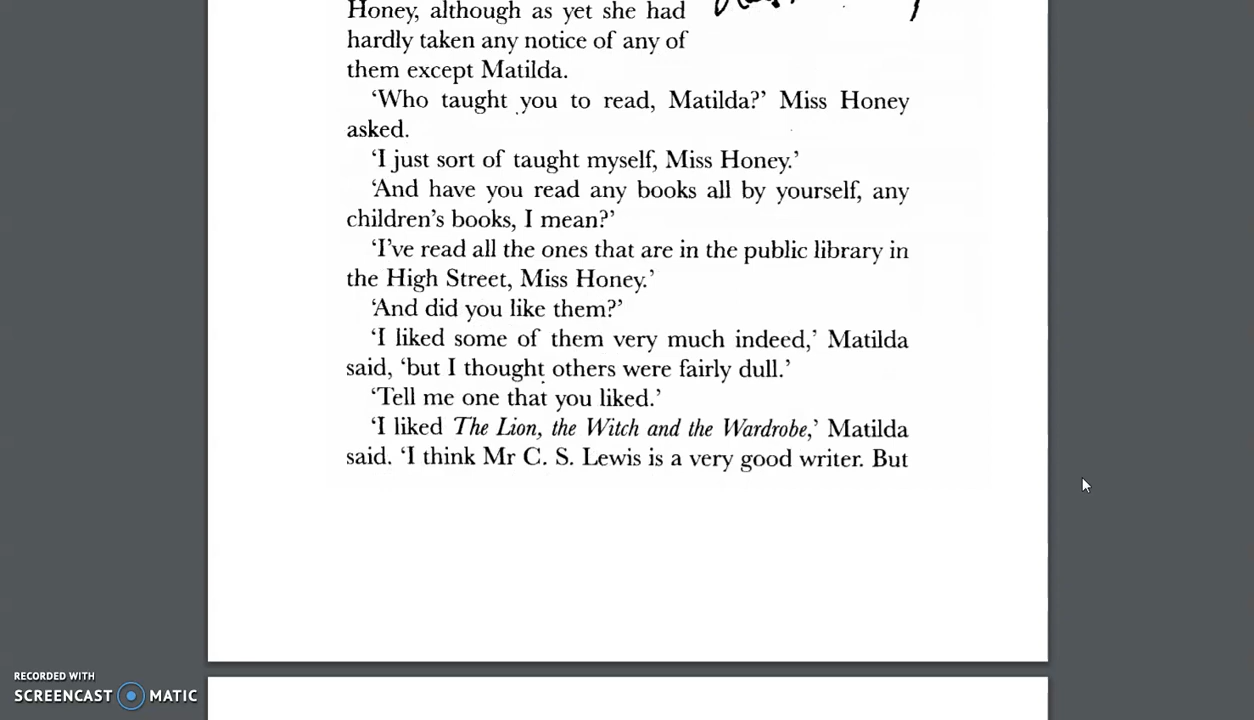 Honey, although as yet she had
hardly taken any notice of any of
them except Matilda.
‘Who taught you to read, Matilda?’ Miss Honey
asked.
‘I just sort of taught myself, Miss Honey.’
‘And have you read any books all by yourself, any
children’s books, I mean?’
‘I’ve read all the ones that are in the public library in
the High Street, Miss Honey.’
‘And did you like them?’
‘I liked some of them very much indeed,’ Matilda
said, ‘but I thought others were fairly dull.’
‘Tell me one that you liked.’
‘I liked The Lion, the Witch and the Wardrobe,’ Matilda
said. ‘I think Mr C. S. Lewis is a very good writer. But
RECORDED WITH
SCREENCAST MATIC